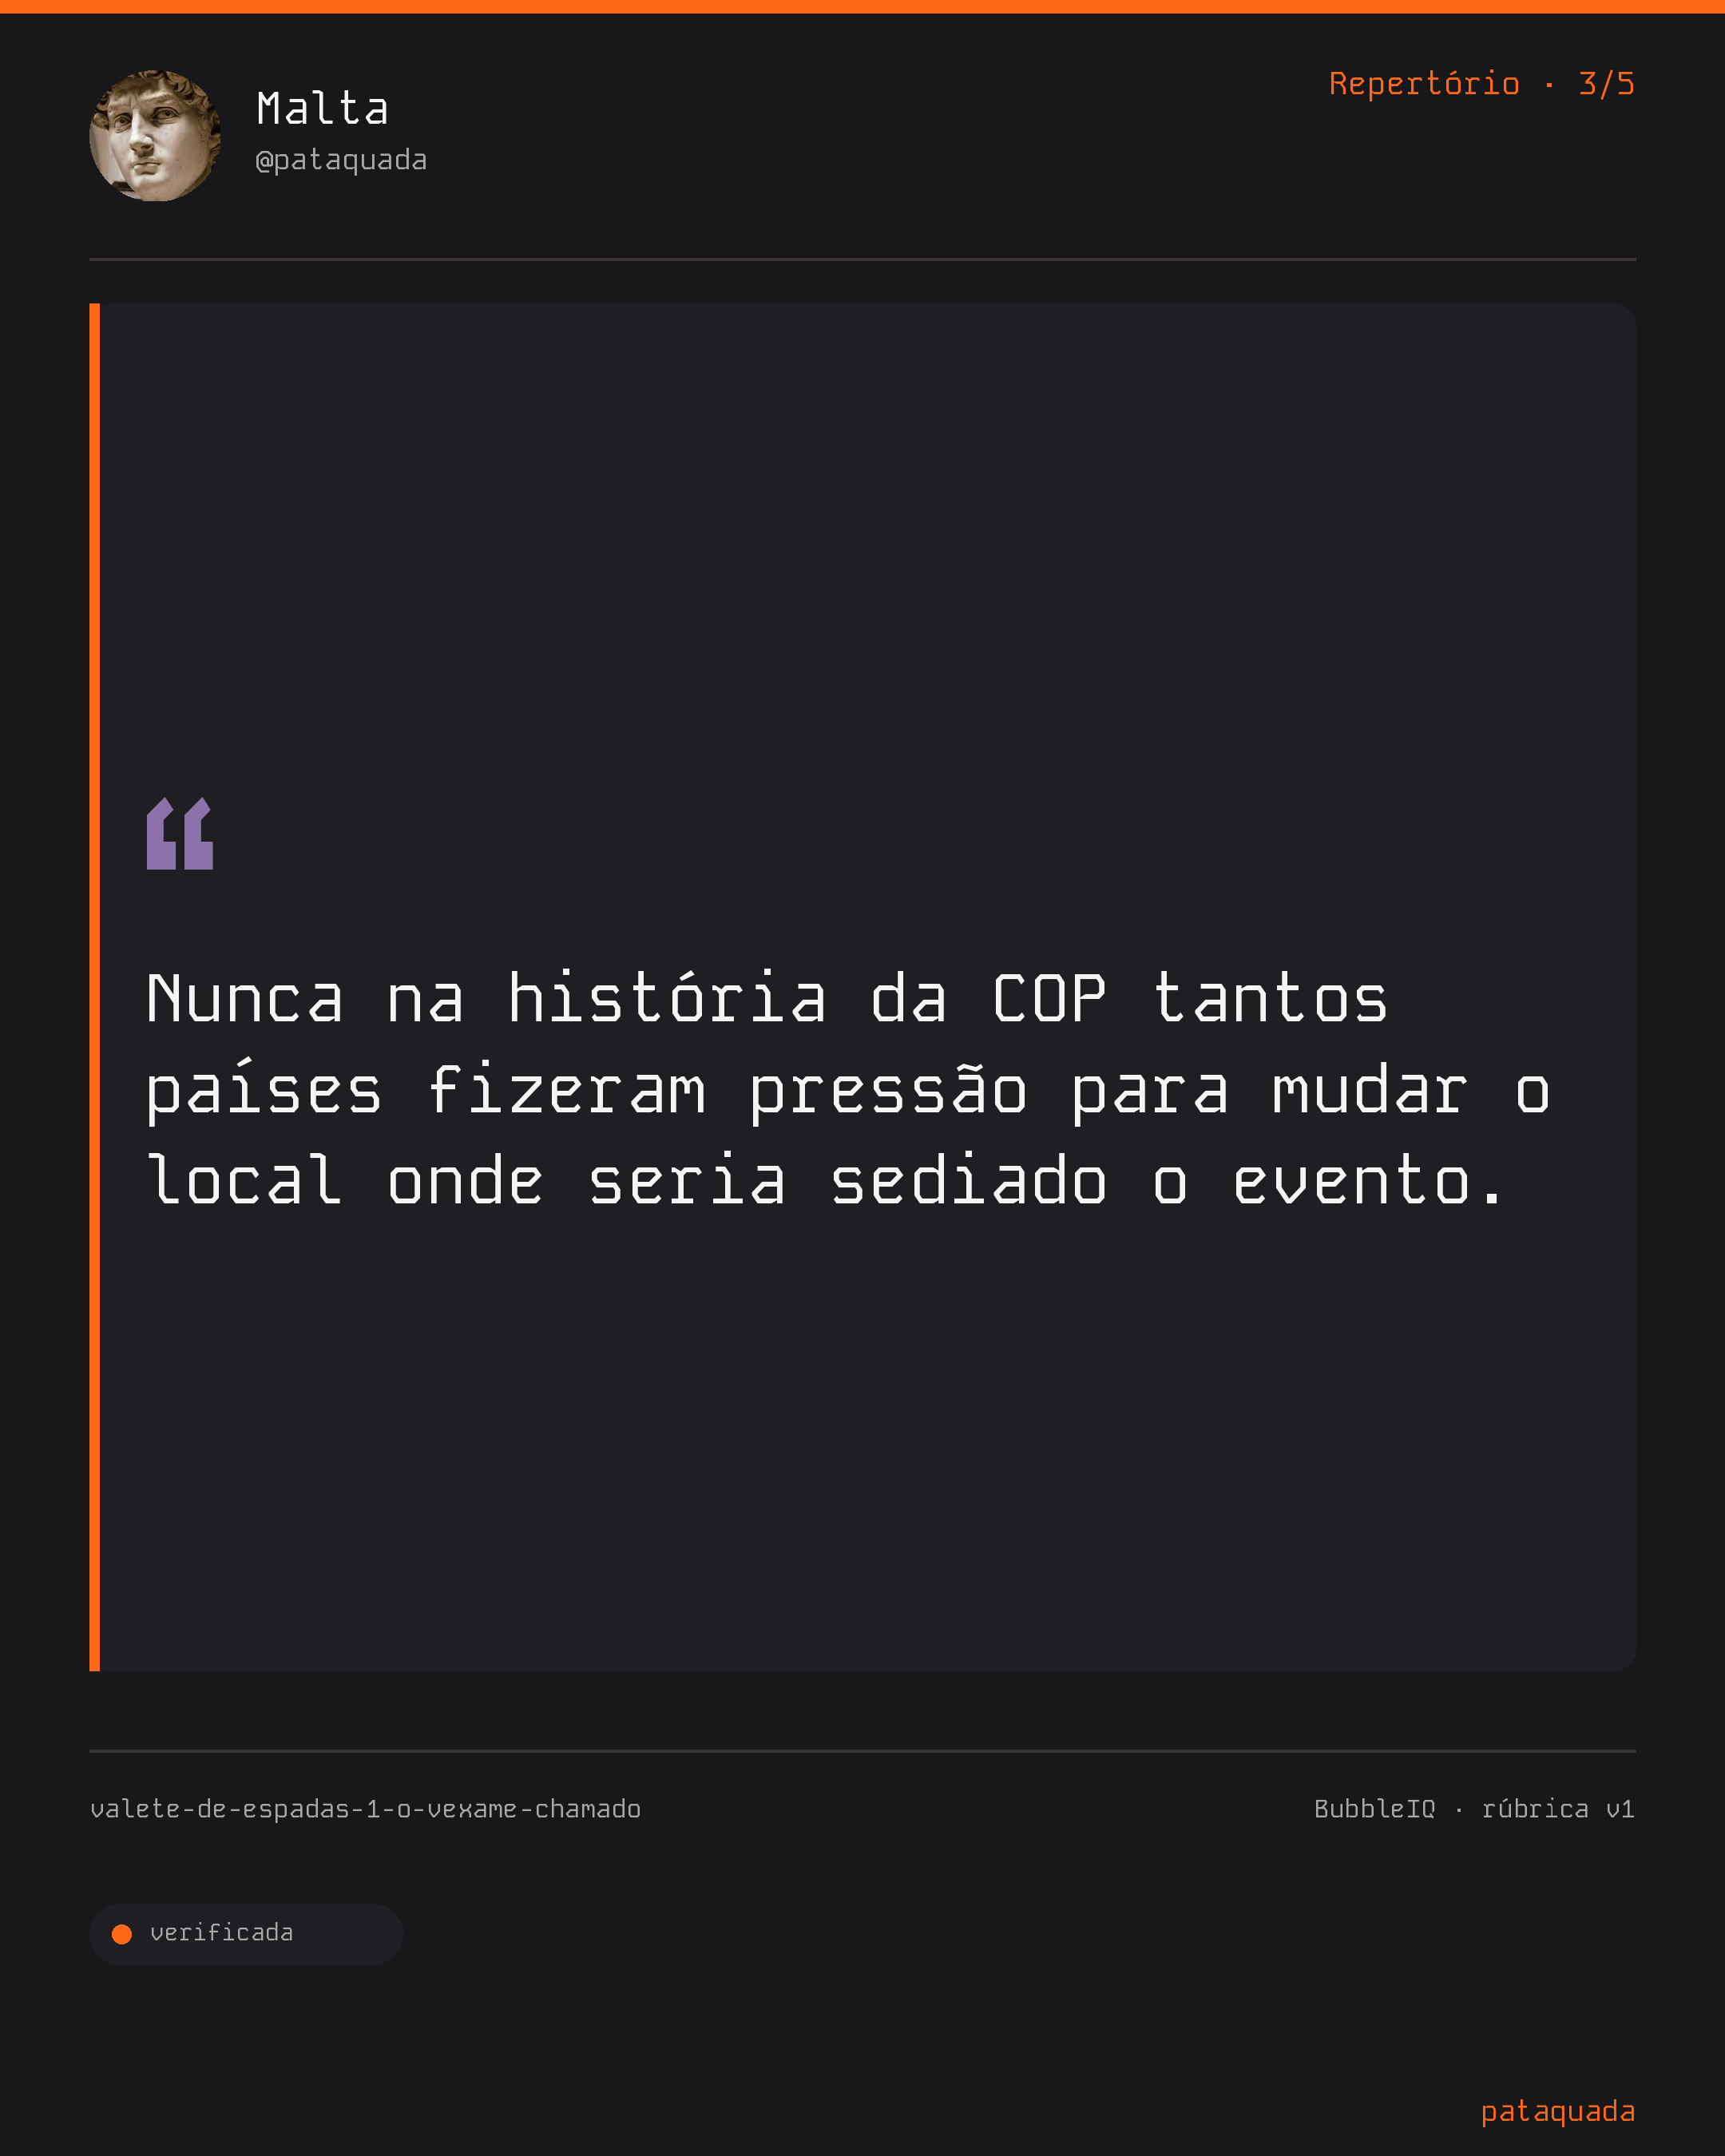 Malta
@pataquada
Repertório · 3/5
“
Nunca na história da COP tantos
países fizeram pressão para mudar o
local onde seria sediado o evento.
valete-de-espadas-1-o-vexame-chamado
BubbleIQ · rúbrica v1
verificada
pataquada